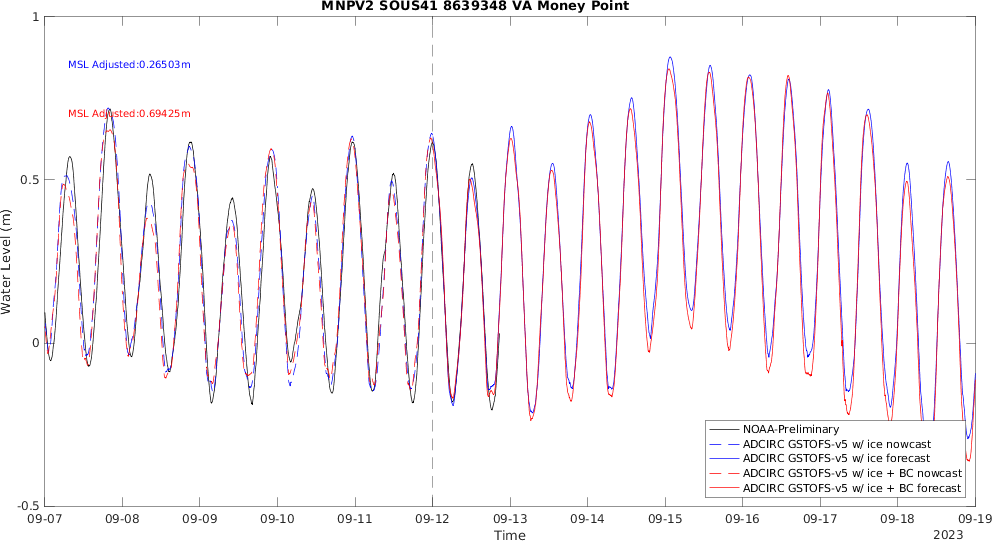 MNPV2 SOUS41 8639348 VA Money Point
MSL Adjusted:0.26503m
MSL Adjusted:0.69425m
Water Level (m)
1
0.5
0
-0.5
09-07 09-08 09-09 09-10 09-11 09-12 09-13 09-14 09-15 09-16 09-17 09-18 09-19
Time
2023
NOAA-Preliminary
ADCIRC GSTOFS-v5 w/ ice nowcast
ADCIRC GSTOFS-v5 w/ ice forecast
ADCIRC GSTOFS-v5 w/ ice + BC nowcast
ADCIRC GSTOFS-v5 w/ ice + BC forecast